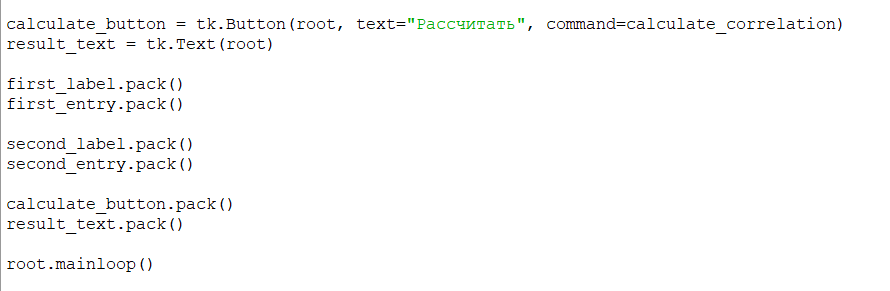 calculate_button = tk.Button(root, text="Рассчитать", command=calculate_correlation)
result_text = tk.Text(root)
first_label.pack()
first_entry.pack()
second_label.pack()
second_entry.pack()
calculate_button.pack()
result_text.pack()
root.mainloop()